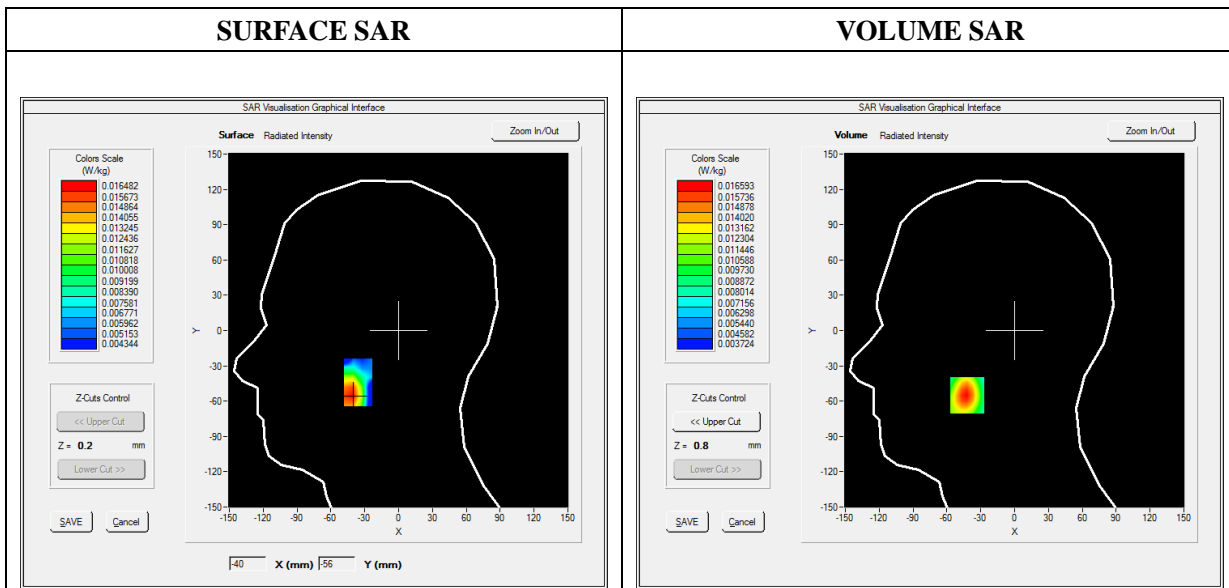 SURFACE SAR
VOLUME SAR
SAR Visualisation Graphical Interface
Surface Radiated Intensity
Zoom In/Out
Colors Scale
(W/kg)
0.016482
0.015673
0.014864
0.014055
0.013245
0.012436
0.011627
0.010818
0.010008
0.009199
0.008390
0.007581
0.006771
0.005962
0.005153
0.004344
Z-Cuts Control
<< Upper Cut
Z = 0.2 mm
Lower Cut >>
SAVE Cancel
150
120
90
60
30
0
-30
-60
-90
-120
-150
Y
-150 -120 -90 -60 -30 0 30 60 90 120 150
X
-40 X (mm) -56 Y (mm)
SAR Visualisation Graphical Interface
Volume Radiated Intensity
Zoom In/Out
Colors Scale
(W/kg)
0.016593
0.015736
0.014878
0.014020
0.013162
0.012304
0.011446
0.010588
0.009730
0.008872
0.008014
0.007156
0.006298
0.005440
0.004582
0.003724
Z-Cuts Control
<< Upper Cut
Z = 0.8 mm
Lower Cut >>
SAVE Cancel
150
120
90
60
30
0
-30
-60
-90
-120
-150
Y
-150 -120 -90 -60 -30 0 30 60 90 120 150
X